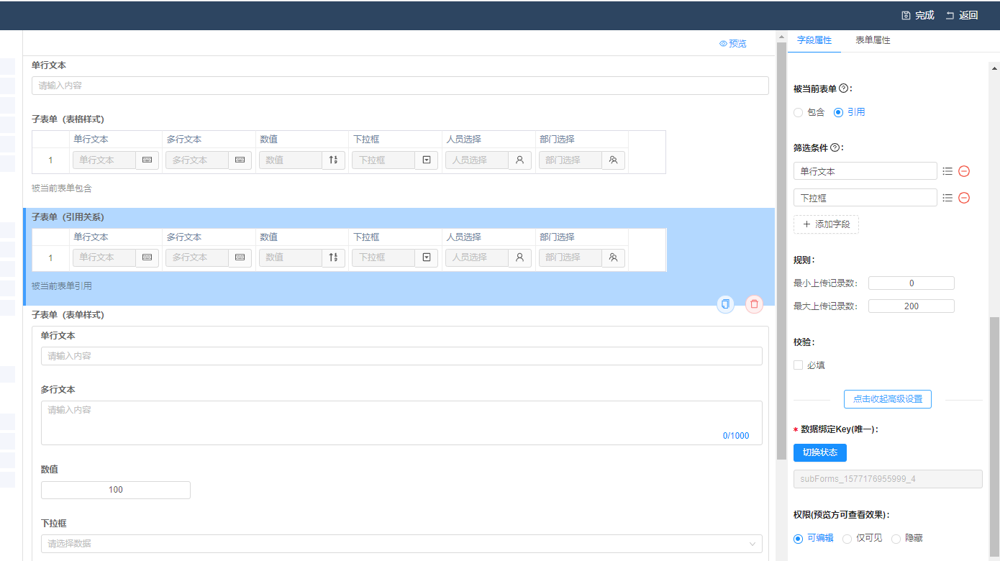 完成 返回
预览
单行文本
请输入内容
子表单（表格样式）
单行文本 多行文本 数值 下拉框 人员选择 部门选择
1 单行文本 多行文本 数值 下拉框 人员选择 部门选择
被当前表单包含
子表单（引用关系）
单行文本 多行文本 数值 下拉框 人员选择 部门选择
1 单行文本 多行文本 数值 下拉框 人员选择 部门选择
被当前表单引用
子表单（表单样式）
单行文本
请输入内容
多行文本
请输入内容
0/1000
数值
100
下拉框
请选择数据
字段属性 表单属性
被当前表单：
包含 引用
筛选条件：
单行文本
下拉框
+ 添加字段
规则：
最小上传记录数： 0
最大上传记录数： 200
校验：
必填
点击收起高级设置
* 数据绑定Key(唯一)：
切换状态
subForms_1577176955999_4
权限(预览方可查看效果)：
可编辑 仅可见 隐藏